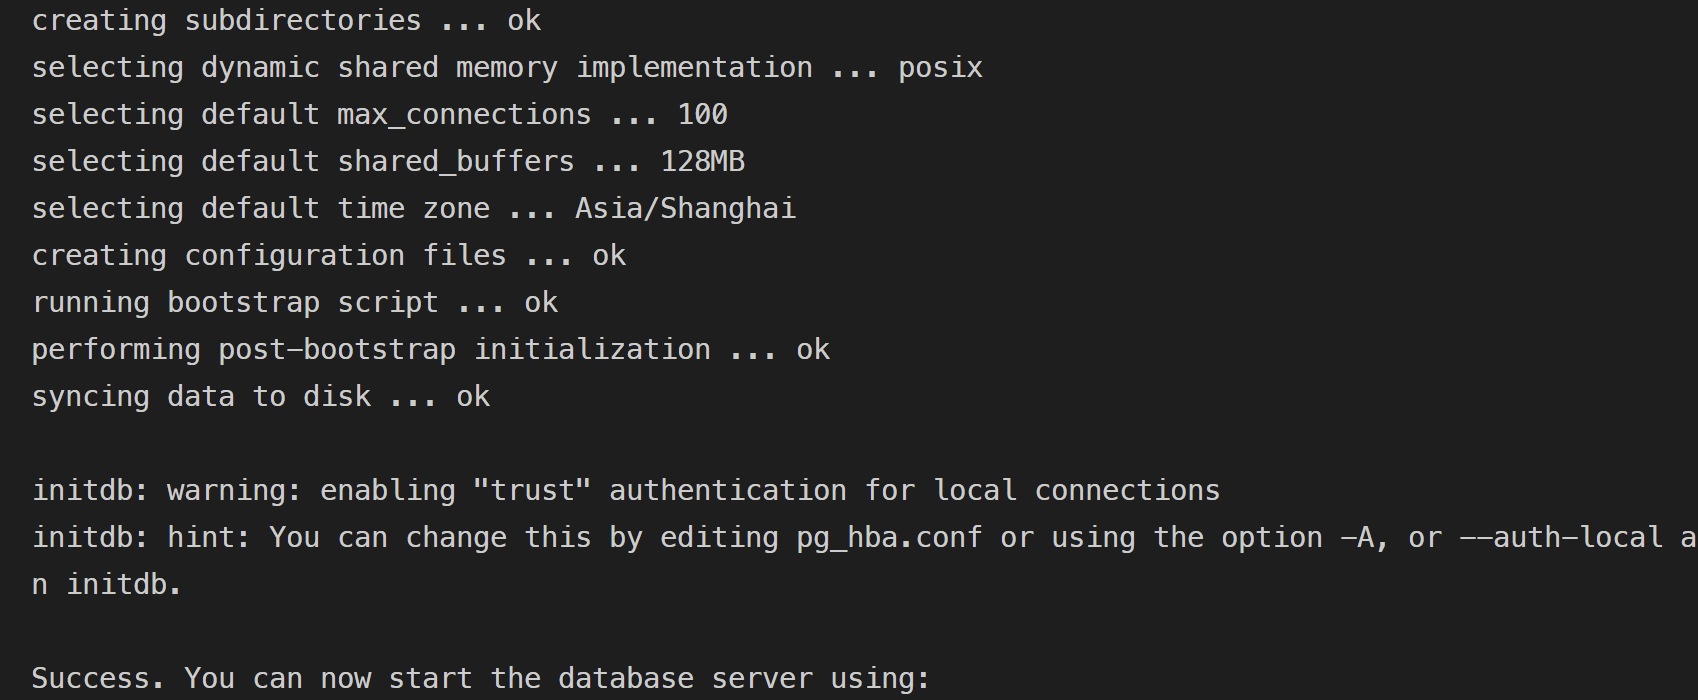 creating subdirectories ... ok
selecting dynamic shared memory implementation ... posix
selecting default max_connections ... 100
selecting default shared_buffers ... 128MB
selecting default time zone ... Asia/Shanghai
creating configuration files ... ok
running bootstrap script ... ok
performing post-bootstrap initialization ... ok
syncing data to disk ... ok
initdb: warning: enabling "trust" authentication for local connections
initdb: hint: You can change this by editing pg_hba.conf or using the option -A, or --auth-local a
n initdb.
Success. You can now start the database server using: